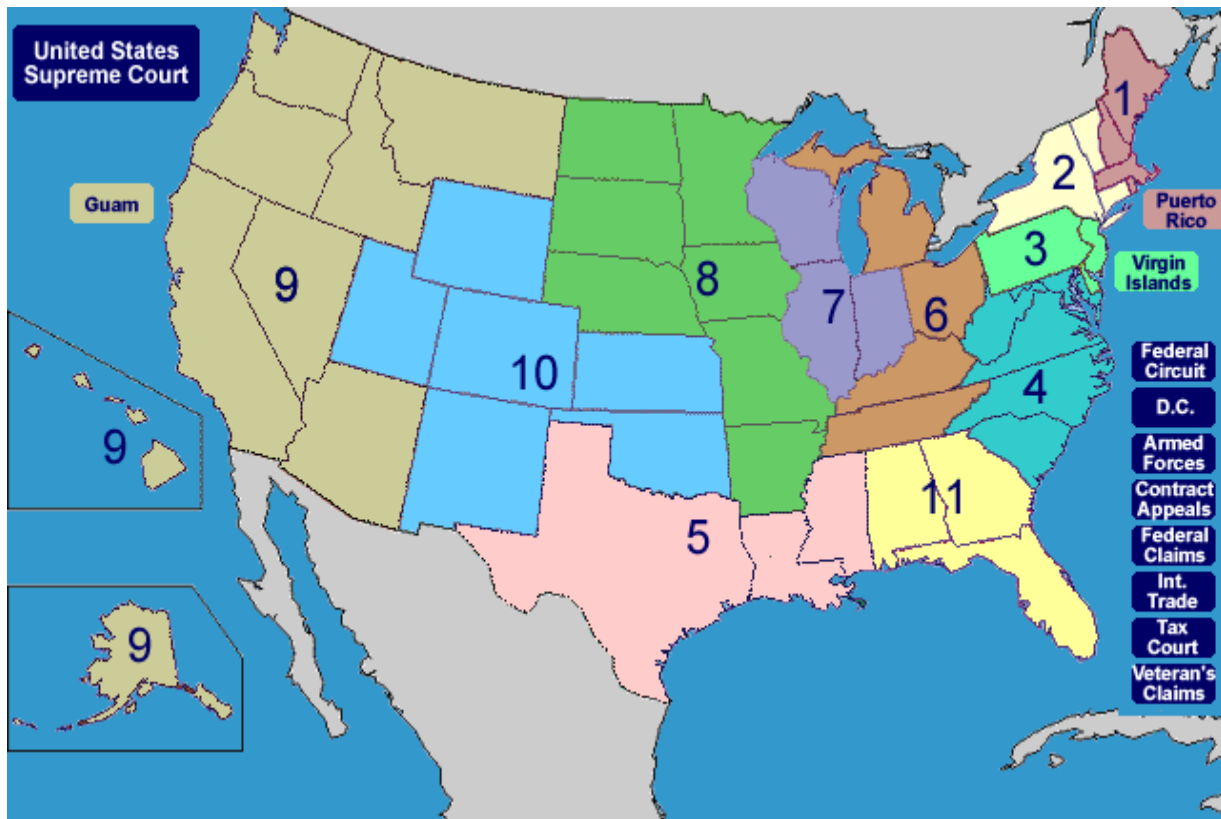 United States
Supreme Court
1
2
Guam
Puerto
Rico
3
Virgin
Islands
9
8
7
6
10
4
Federal
Circuit
D.C.
9
Armed
Forces
11
Contract
Appeals
5
Federal
Claims
Int.
Trade
9
Tax
Court
Veteran's
Claims